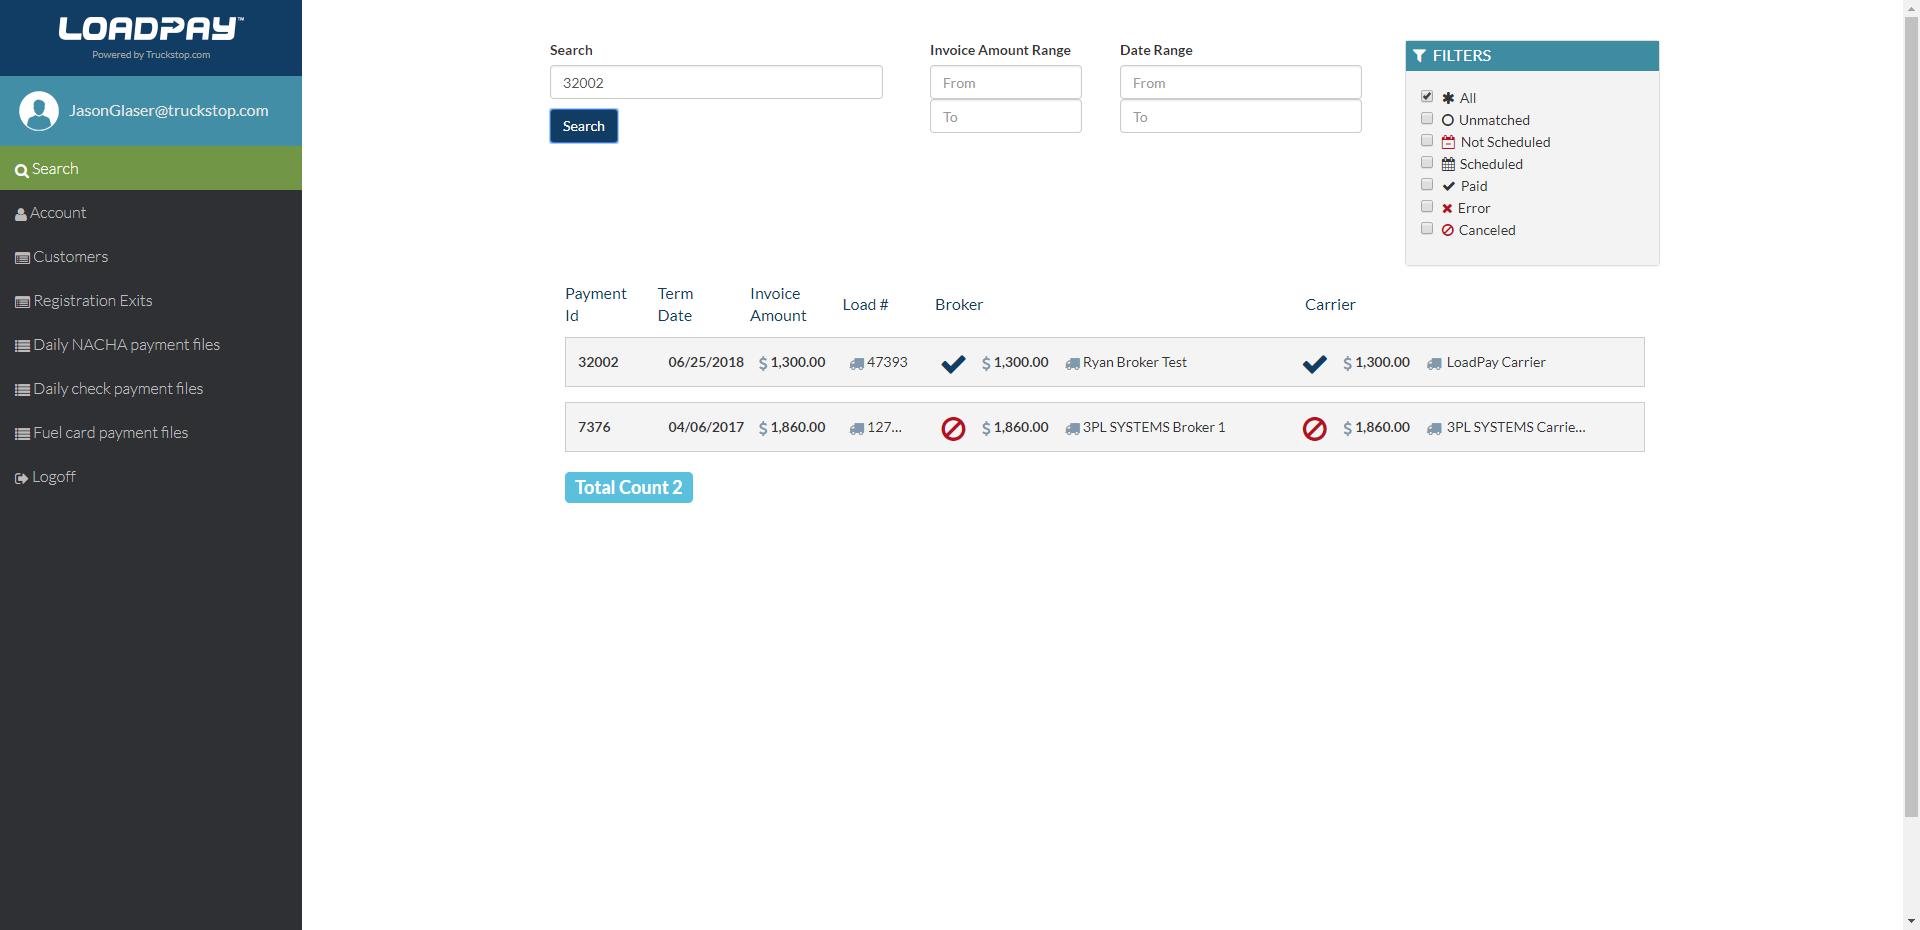 LOADPAY™
Powered by Truckstop.com
JasonGlaser@truckstop.com
Search
Account
Customers
Registration Exits
Daily NACHA payment files
Daily check payment files
Fuel card payment files
Logoff
Search
32002
Search
Invoice Amount Range
From
To
Date Range
From
To
FILTERS
All
Unmatched
Not Scheduled
Scheduled
Paid
Error
Canceled
Payment Id Term Date Invoice Amount Load # Broker Carrier
32002 06/25/2018 $ 1,300.00 47393 $ 1,300.00 Ryan Broker Test $ 1,300.00 LoadPay Carrier
7376 04/06/2017 $ 1,860.00 127... $ 1,860.00 3PL SYSTEMS Broker 1 $ 1,860.00 3PL SYSTEMS Carrie...
Total Count 2